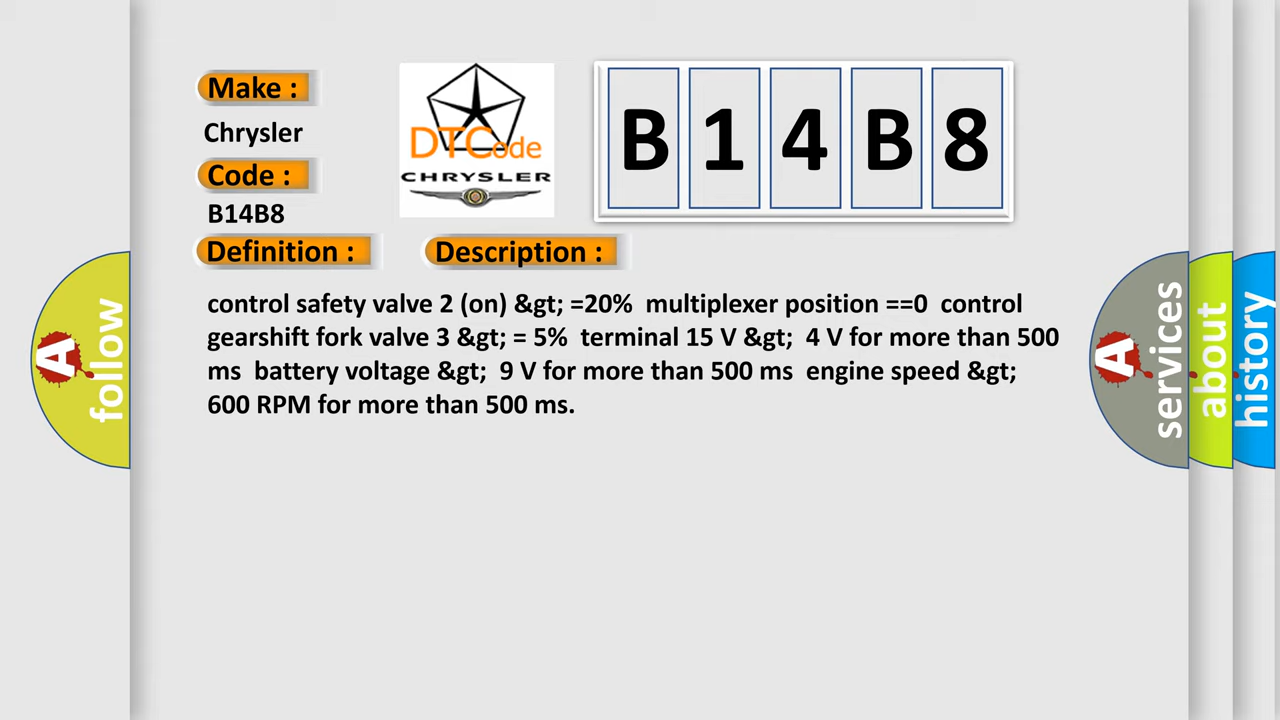 Make :
Chrysler
Code :
B14B8
Definition :
Description :
DTCode
CHRYSLER
B 1 4 B 8
control safety valve 2 (on) &gt; =20%  multiplexer position ==0  control
gearshift fork valve 3 &gt; = 5%  terminal 15 V &gt;  4 V for more than 500
ms  battery voltage &gt;  9 V for more than 500 ms  engine speed &gt;
600 RPM for more than 500 ms.
A follow
A services
about
history